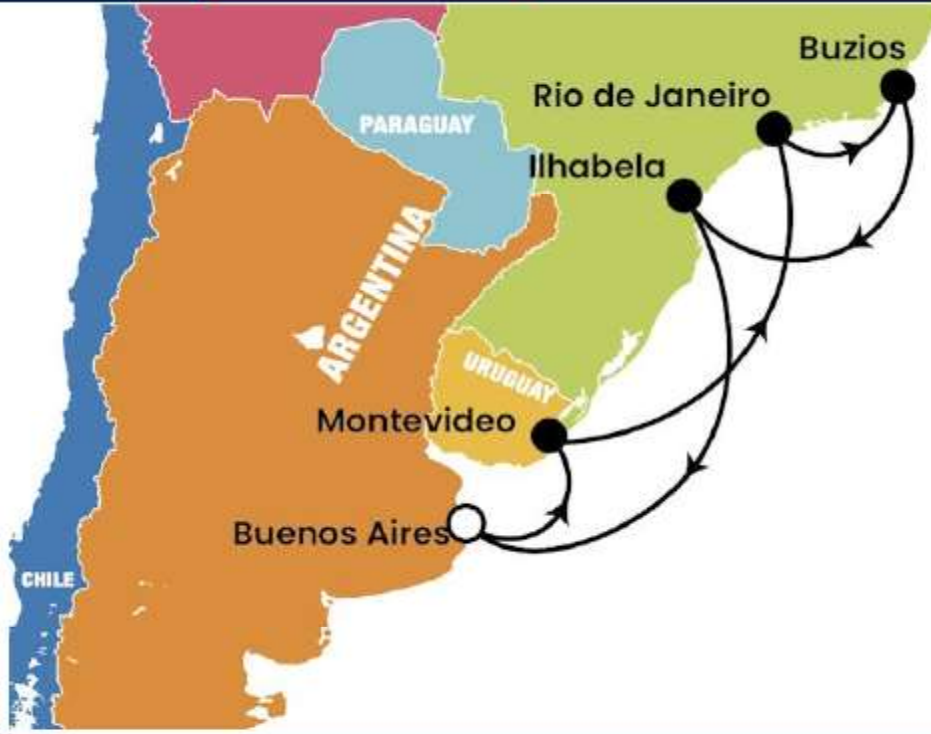 Buzios
Rio de Janeiro
PARAGUAY
Ilhabela
ARGENTINA
URUGUAY
Montevideo
Buenos Aires
CHILE